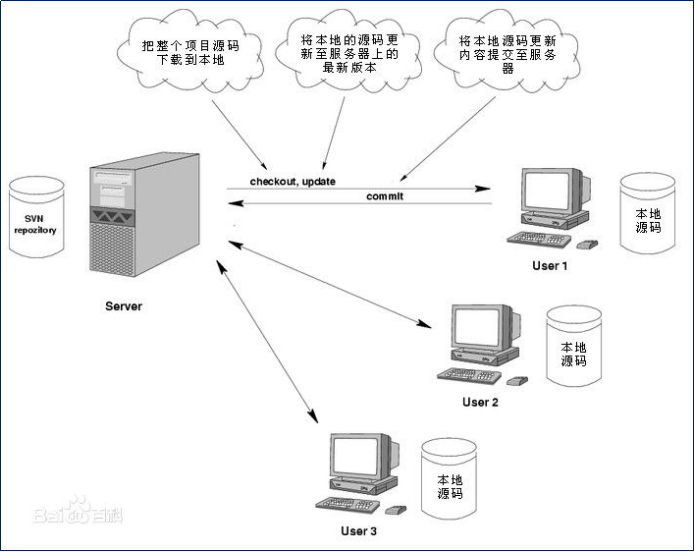 把整个项目源码
下载到本地
将本地的源码更
新至服务器上的
最新版本
将本地源码更新
内容提交至服务
器
checkout, update
commit
SVN
repozitory
Server
本地
源码
User 1
本地
源码
User 2
本地
源码
User 3
Bai百科